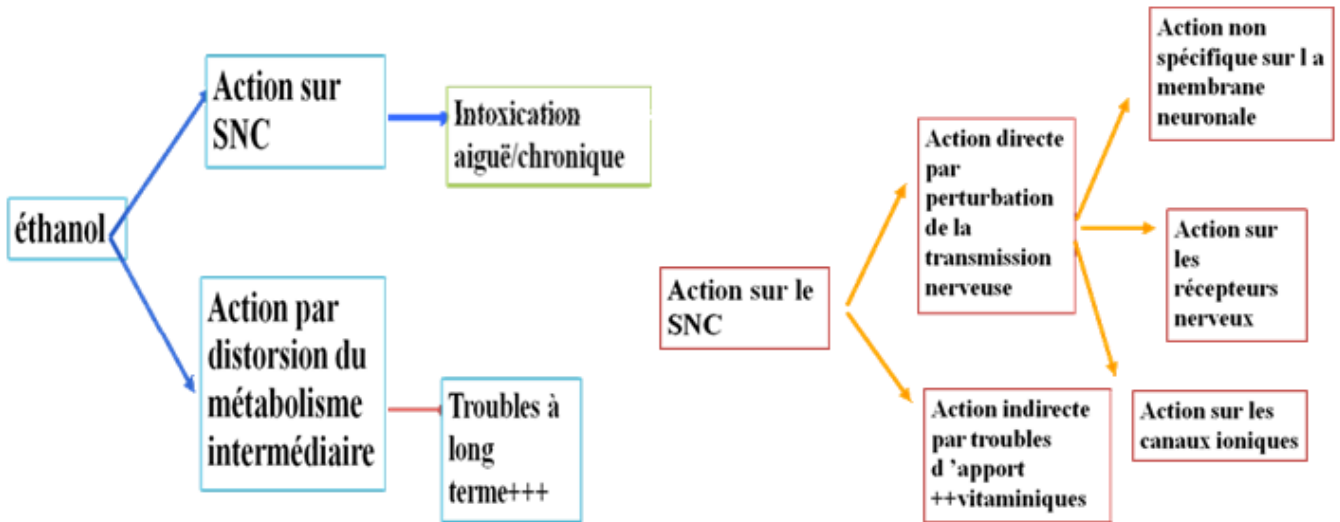 éthanol
Action sur
SNC
Intoxication
aiguë/chronique
Action par
distorsion du
métabolisme
intermédiaire
Troubles à
long
terme+++
Action sur le
SNC
Action directe
par
perturbation
de la
transmission
nerveuse
Action non
spécifique sur l a
membrane
neuronale
Action sur
les
récepteurs
nerveux
Action sur les
canaux ioniques
Action indirecte
par troubles
d ’apport
++vitaminiques